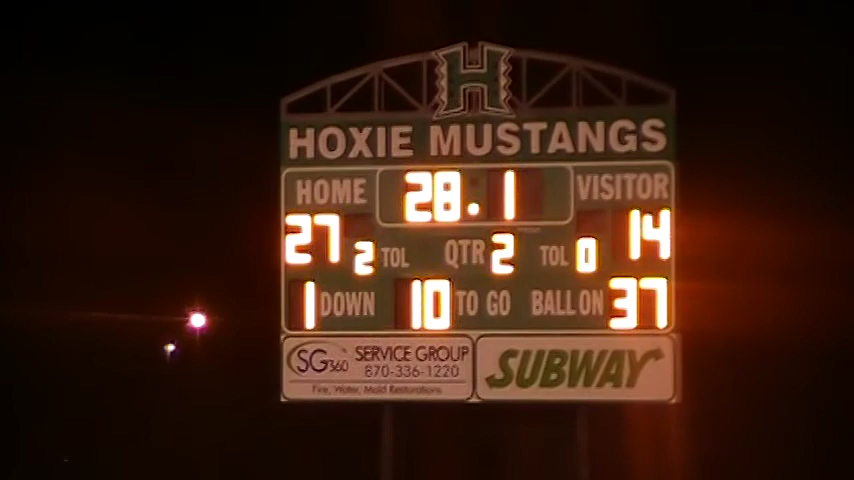 H
HOXIE MUSTANGS
HOME 28.1 VISITOR
27 2 TOL QTR 2 TOL 0 14
1 DOWN 10 TO GO BALL ON 37
SG360 SERVICE GROUP
870-336-1220
Fire, Water, Mold Restorations
SUBWAY